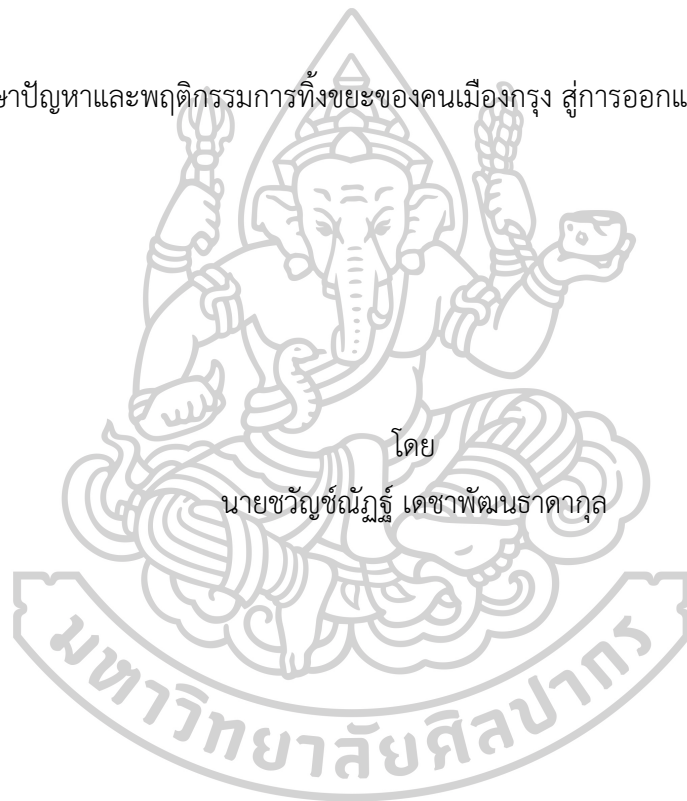 ษาปัญหาและพฤติกรรมการทิ้งขยะของคนเมืองกรุง สู่การออกแ
โดย
นายชวัญช์ณัฏฐ์ เดชาพัฒนธาดากุล
มหาวิทยาลัยศิลปากร